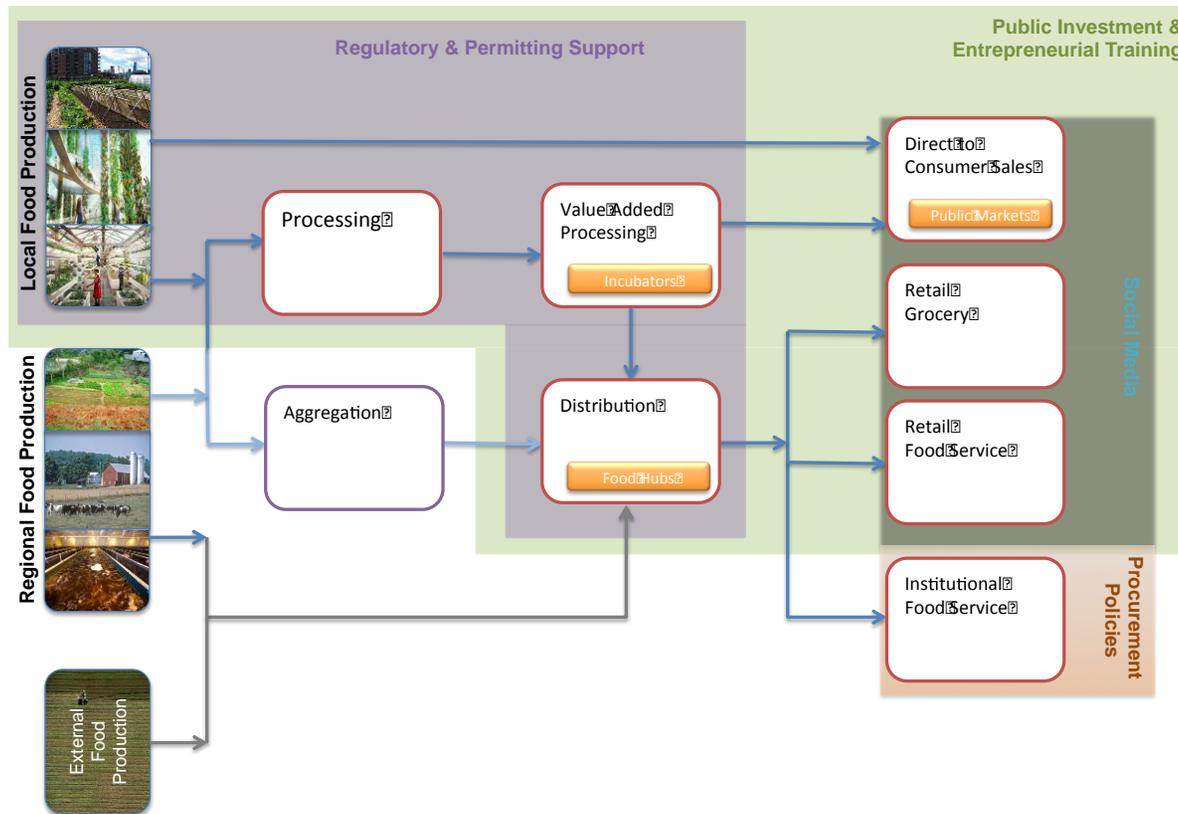 Public Investment &
Entrepreneurial Training
Regulatory & Permitting Support
Local Food Production
Direct to
Consumer Sales
Public Markets
Processing
Value Added
Processing
Incubators
Retail
Grocery
Social Media
Regional Food Production
Aggregation
Distribution
Food Hubs
Retail
Food Service
Institutional
Food Service
Procurement
Policies
External
Food
Production